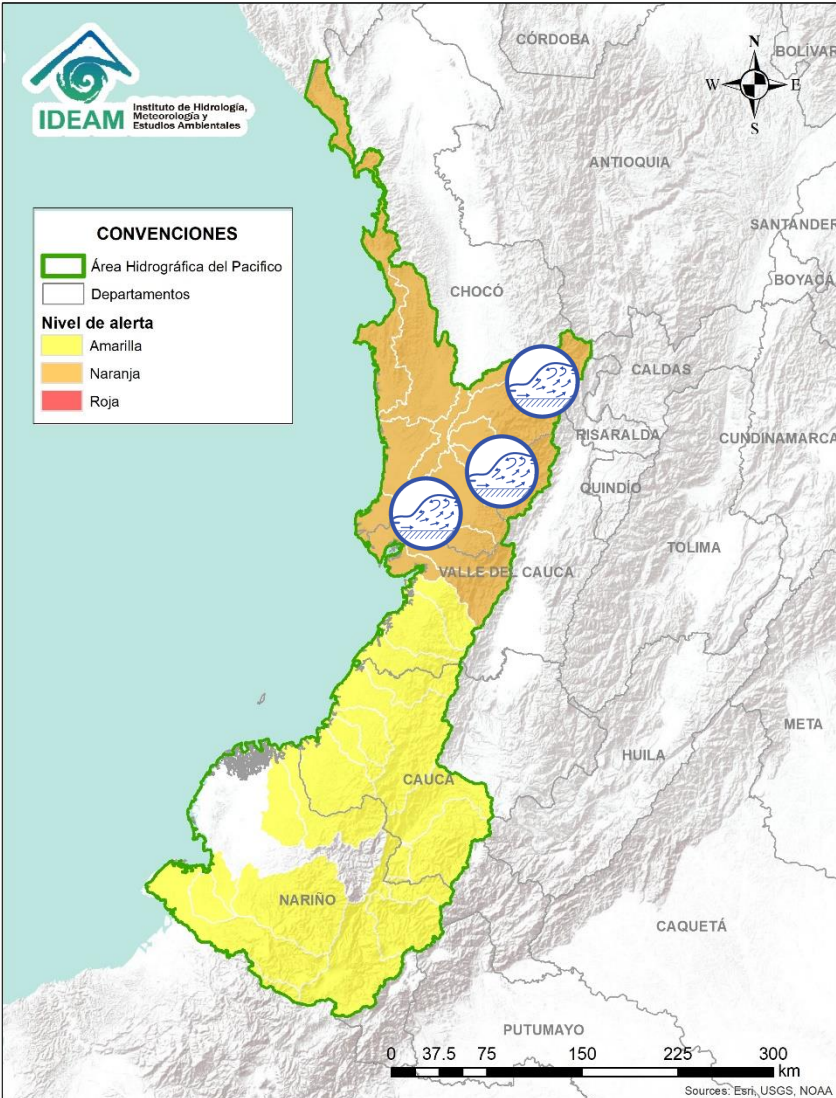 IDEAM
Instituto de Hidrología,
Meteorología y
Estudios Ambientales
CÓRDOBA
BOLÍVAR
N
W
E
S
ANTIOQUIA
SANTANDER
BOYACÁ
CONVENCIONES
Área Hidrográfica del Pacifico
Departamentos
Nivel de alerta
Amarilla
Naranja
Roja
CHOCÓ
CALDAS
RISARALDA
CUNDINAMARCA
QUINDÍO
TOLIMA
VALLE DEL CAUCA
META
HUILA
CAUCA
NARIÑO
CAQUETÁ
PUTUMAYO
0 37.5 75 150 225 300
km
Sources: Esri, USGS, NOAA